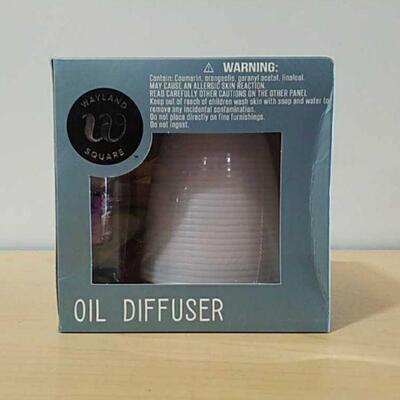 ⚠ WARNING:
Contain: Coumarin, orangeolis, geranyl acetat, linalool.
MAY CAUSE AN ALLERGIC SKIN REACTION.
READ CAREFULLY OTHER CAUTIONS ON THE OTHER PANEL
Keep out of reach of children wash skin with soap and water to
remove any incidental contamination.
Do not place directly on fine furnishings.
Do not ingest.
WAYLAND
W
SQUARE
OIL DIFFUSER